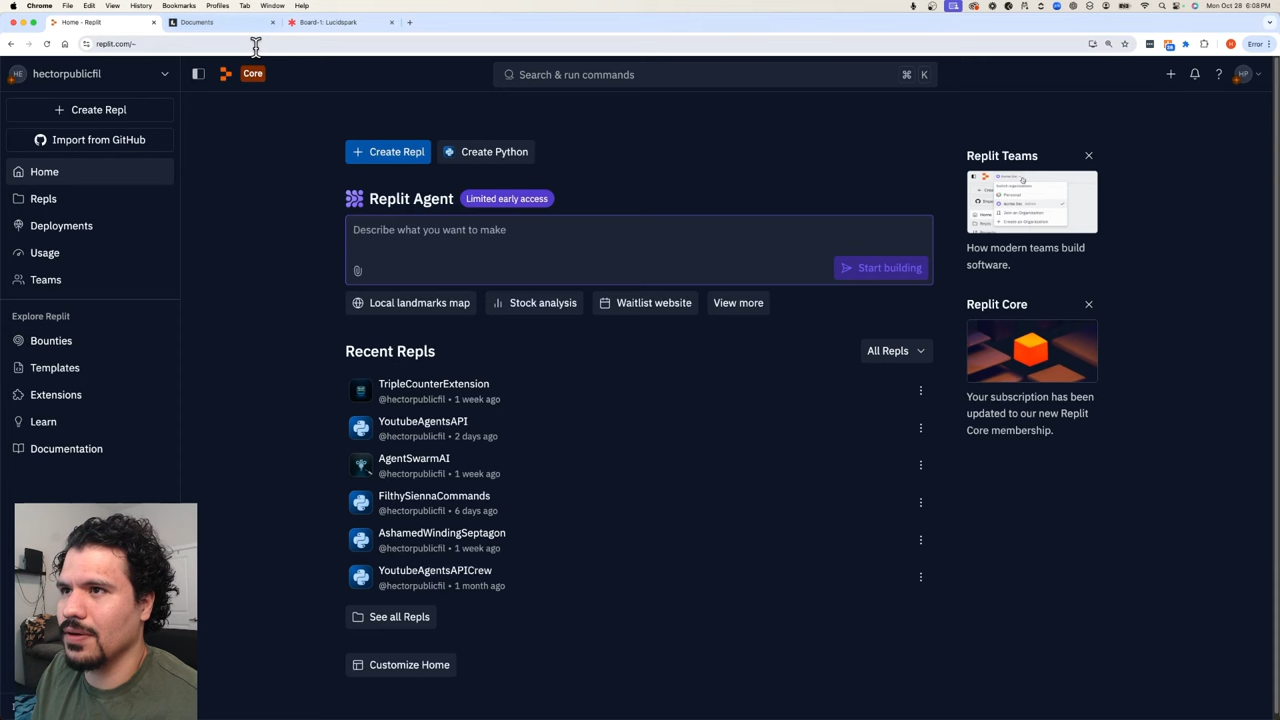 Chrome File Edit View History Bookmarks Profiles Tab Window Help
Mon Oct 28 6:08 PM
Home - Replit
Documents
Board-1: Lucidspark
replit.com/~
Error
HE hectorpublicfil
Core
Search & run commands
K
HP
Create Repl
Import from GitHub
Home
Repls
Deployments
Usage
Teams
Explore Replit
Bounties
Templates
Extensions
Learn
Documentation
Create Repl
Create Python
Replit Agent Limited early access
Describe what you want to make
Start building
Local landmarks map
Stock analysis
Waitlist website
View more
Recent Repls
All Repls
TripleCounterExtension
@hectorpublicfil • 1 week ago
YoutubeAgentsAPI
@hectorpublicfil • 2 days ago
AgentSwarmAI
@hectorpublicfil • 1 week ago
FilthySiennaCommands
@hectorpublicfil • 6 days ago
AshamedWindingSeptagon
@hectorpublicfil • 1 week ago
YoutubeAgentsAPICrew
@hectorpublicfil • 1 month ago
See all Repls
Customize Home
Replit Teams
How modern teams build
software.
Replit Core
Your subscription has been
updated to our new Replit
Core membership.